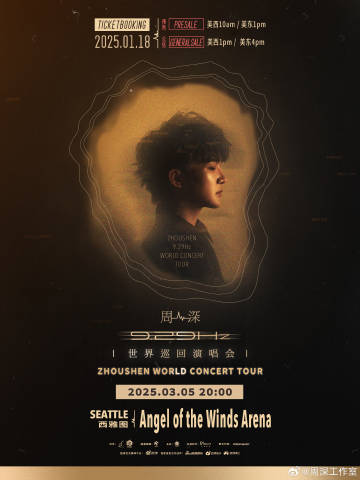 TICKETBOOKING
2025.01.18
PRESALE 美西10am / 美东1pm
GENERALSALE 美西1pm / 美东4pm
ZHOUSHEN
9.29Hz
WORLD CONCERT
TOUR
周 深
9.29Hz
世界巡回演唱会
ZHOUSHEN WORLD CONCERT TOUR
2025.03.05 20:00
SEATTLE
西雅图
Angel of the Winds Arena
@周深工作室